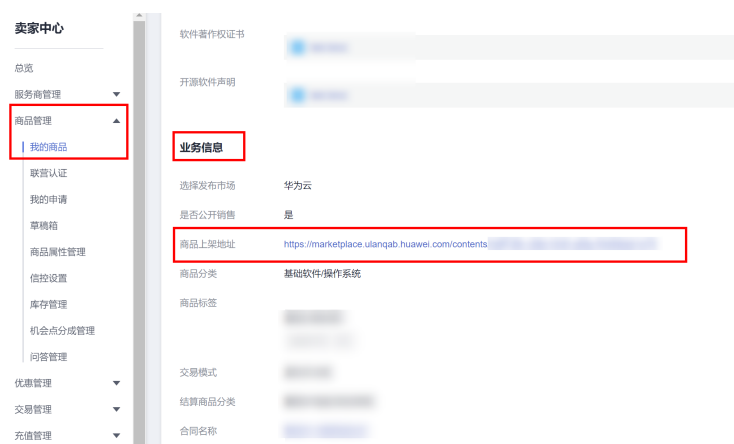 卖家中心
总览
服务商管理
商品管理
我的商品
联营认证
我的申请
草稿箱
商品属性管理
信控设置
库存管理
机会点分成管理
问答管理
优惠管理
交易管理
充值管理
软件著作权证书
开源软件声明
业务信息
选择发布市场 华为云
是否公开销售 是
商品上架地址 https://marketplace.ulanqab.huawei.com/contents
商品分类 基础软件/操作系统
商品标签
交易模式
结算商品分类
合同名称